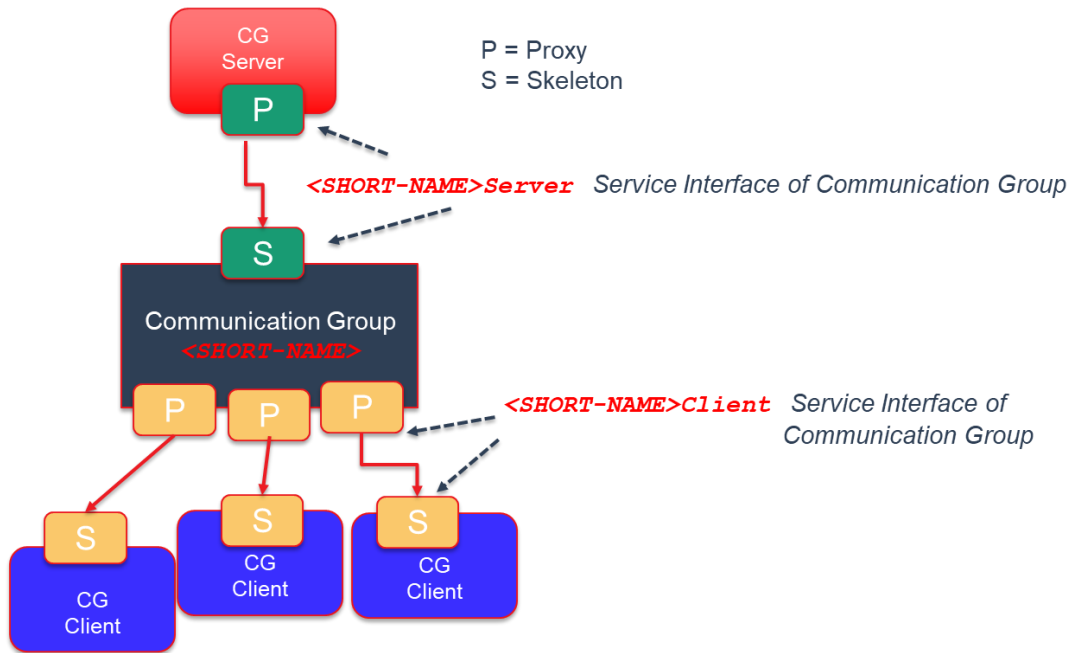 CG
Server
P
P = Proxy
S = Skeleton
<SHORT-NAME>Server Service Interface of Communication Group
S
Communication Group
<SHORT-NAME>
P
P
P
<SHORT-NAME>Client Service Interface of
Communication Group
S
CG
Client
S
CG
Client
S
CG
Client